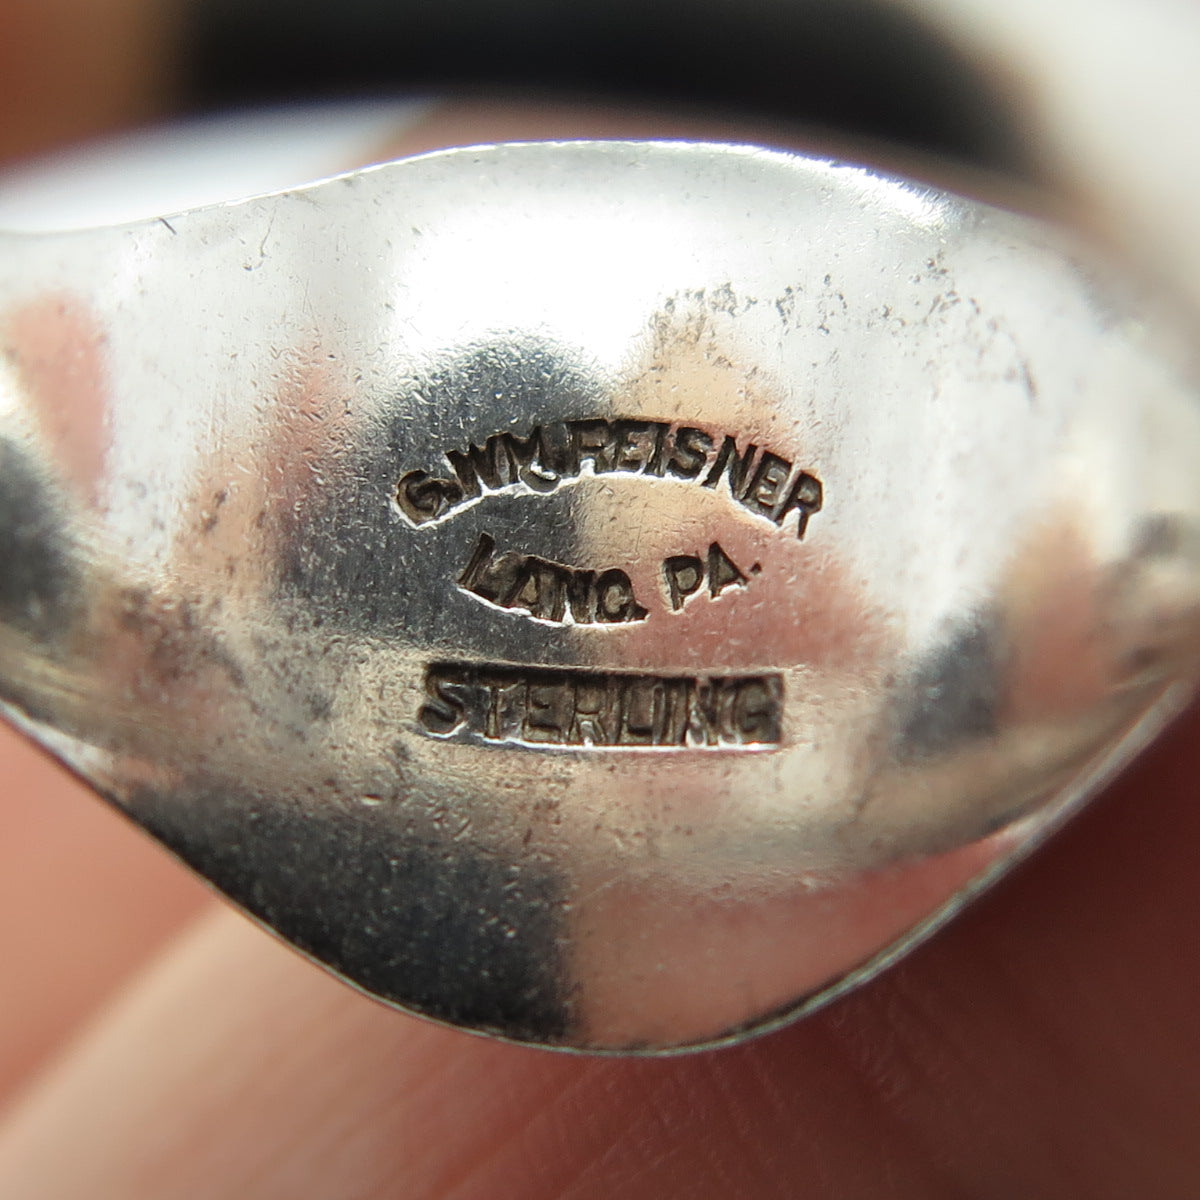 G.WM.REISNER
LANC. PA.
STERLING